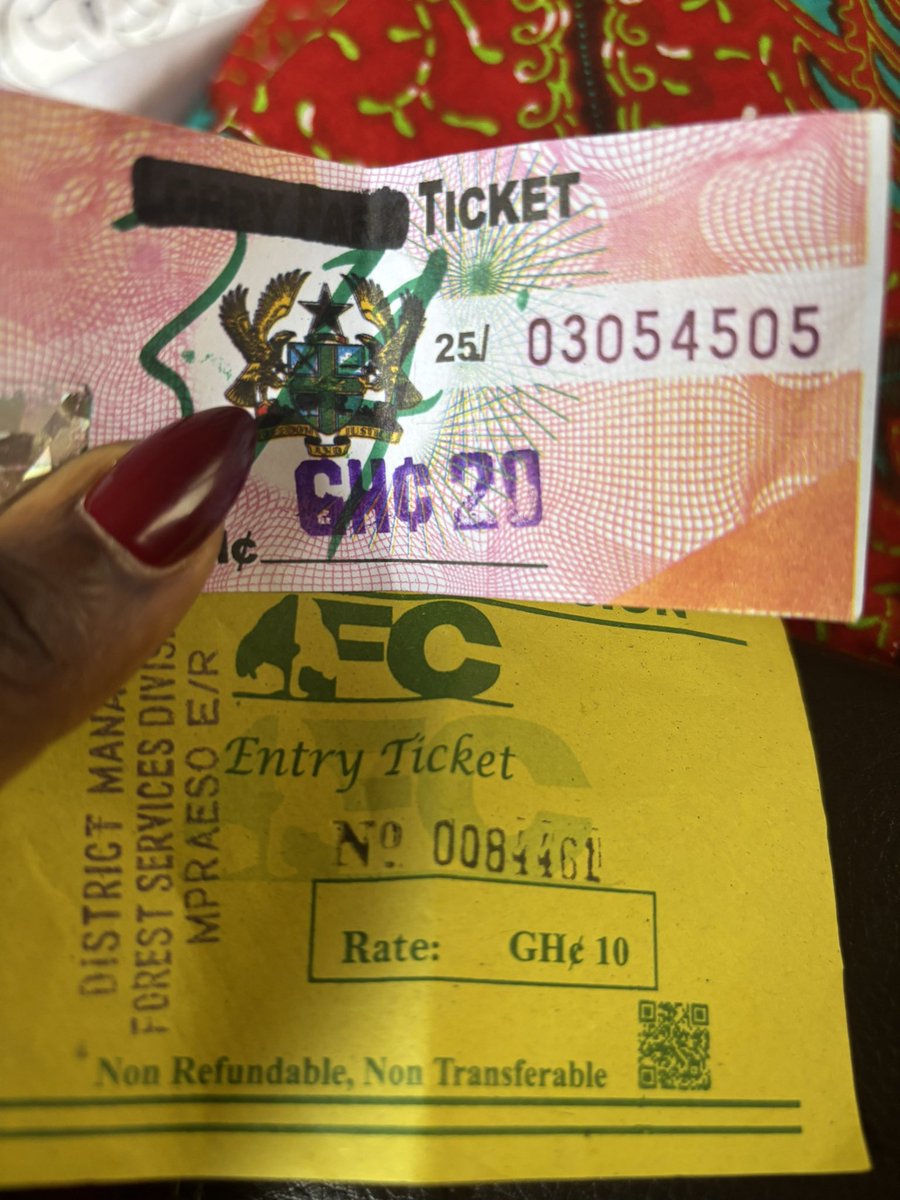 TICKET
25/ 03054505
GH¢ 20
¢
FC
Entry Ticket
Nº 0084461
Rate: GH¢ 10
DISTRICT MANA
FOREST SERVICES DIVIS
MPRAESO E/R
Non Refundable, Non Transferable